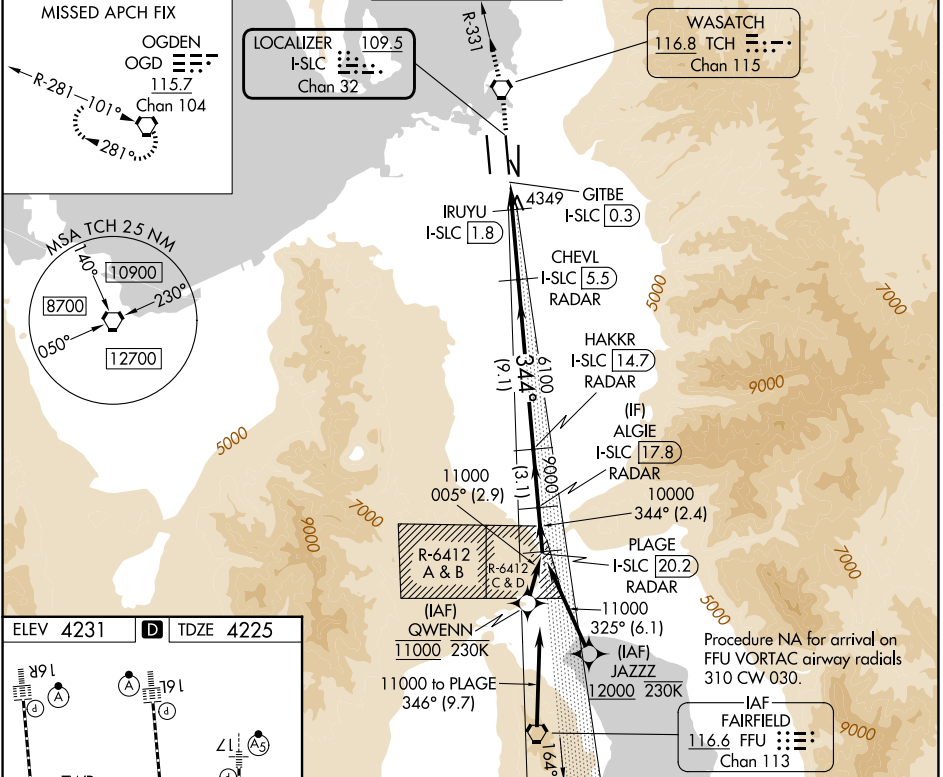 MISSED APCH FIX
OGDEN
OGD
115.7
Chan 104
R-281
101°
281°
LOCALIZER 109.5
I-SLC
Chan 32
R-331
WASATCH
116.8 TCH
Chan 115
MSA TCH 25 NM
140°
10900
8700
230°
050°
12700
4349
GITBE
I-SLC 0.3
IRUYU
I-SLC 1.8
CHEVL
I-SLC 5.5
RADAR
5000
7000
HAKKR
I-SLC 14.7
RADAR
344°
6100
(9.1)
9000
(IF)
ALGIE
I-SLC 17.8
RADAR
5000
9000
(3.1)
11000
005° (2.9)
10000
344° (2.4)
7000
9000
PLAGE
I-SLC 20.2
RADAR
7000
R-6412
A & B
R-6412
C & D
5000
11000
325° (6.1)
(IAF)
QWENN
11000 230K
(IAF)
JAZZZ
12000 230K
Procedure NA for arrival on
FFU VORTAC airway radials
310 CW 030.
11000 to PLAGE
346° (9.7)
IAF
FAIRFIELD
116.6 FFU
Chan 113
9000
164°
ELEV 4231 D TDZE 4225
16R
A
P
A
16L
P
17
A5